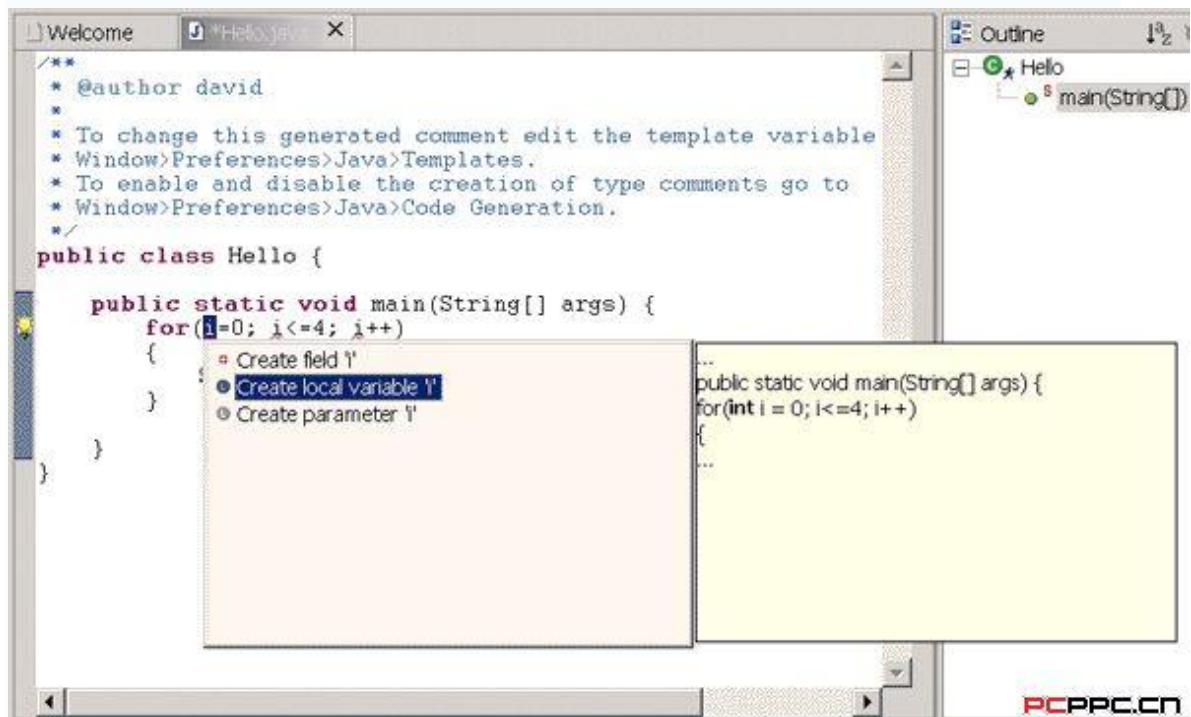 Welcome
*Hello.java
/**
* @author david
*
* To change this generated comment edit the template variable
* Window>Preferences>Java>Templates.
* To enable and disable the creation of type comments go to
* Window>Preferences>Java>Code Generation.
*/
public class Hello {
public static void main(String[] args) {
for(i=0; i<=4; i++)
{
}
}
}
Create field 'i'
Create local variable 'i'
Create parameter 'i'
...
public static void main(String[] args) {
for(int i = 0; i<=4; i++)
{
...
Outline
Hello
main(String[])
PCPPC.CN